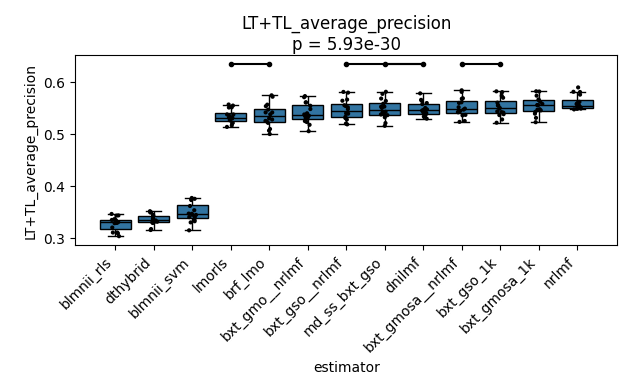 LT+TL_average_precision
p = 5.93e-30
LT+TL_average_precision
0.6
0.5
0.4
0.3
blmnii_rls
dthybrid
blmnii_svm
lmorls
brf_lmo
bxt_gmo__nrlmf
bxt_gso__nrlmf
md_ss_bxt_gso
dnilmf
bxt_gmosa__nrlmf
bxt_gso_1k
bxt_gmosa_1k
nrlmf
estimator